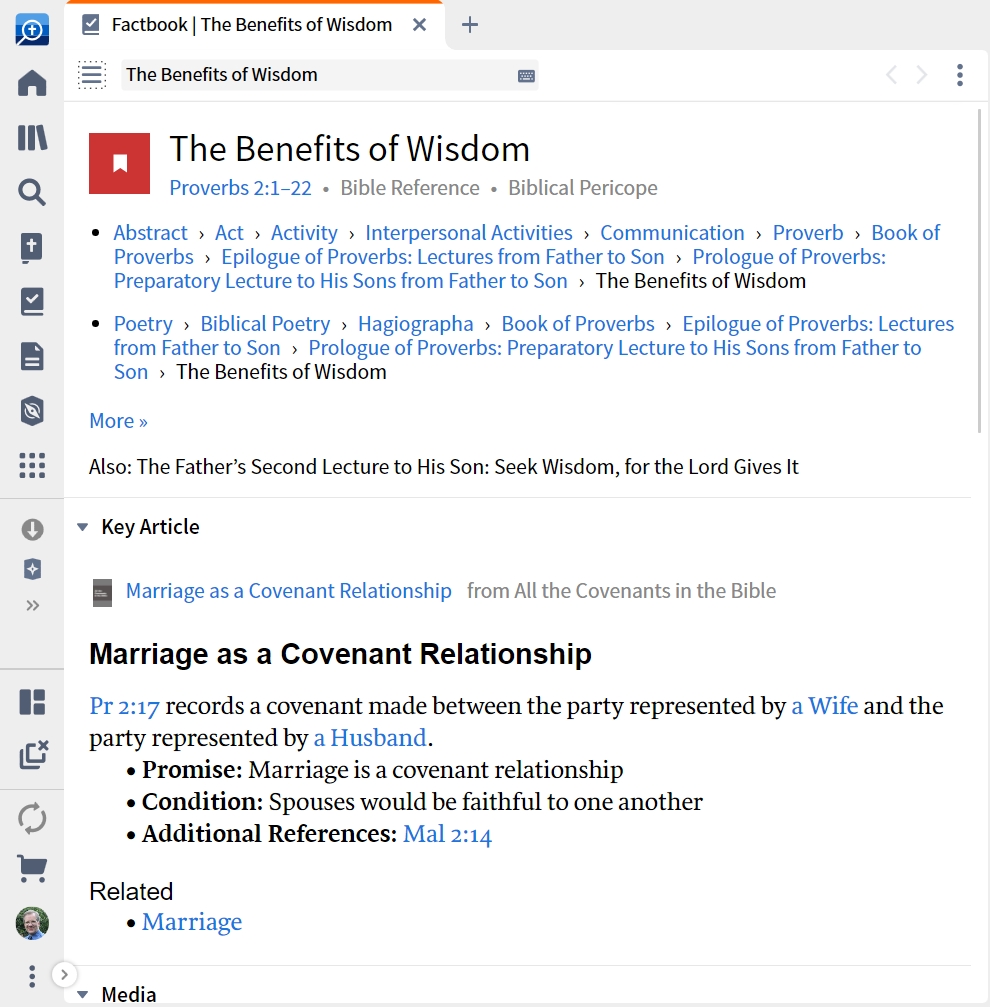 Factbook | The Benefits of Wisdom
The Benefits of Wisdom
The Benefits of Wisdom
Proverbs 2:1–22 • Bible Reference • Biblical Pericope
• Abstract › Act › Activity › Interpersonal Activities › Communication › Proverb › Book of
Proverbs › Epilogue of Proverbs: Lectures from Father to Son › Prologue of Proverbs:
Preparatory Lecture to His Sons from Father to Son › The Benefits of Wisdom
• Poetry › Biblical Poetry › Hagiographa › Book of Proverbs › Epilogue of Proverbs: Lectures
from Father to Son › Prologue of Proverbs: Preparatory Lecture to His Sons from Father to
Son › The Benefits of Wisdom
More »
Also: The Father’s Second Lecture to His Son: Seek Wisdom, for the Lord Gives It
Key Article
Marriage as a Covenant Relationship from All the Covenants in the Bible
Marriage as a Covenant Relationship
Pr 2:17 records a covenant made between the party represented by a Wife and the
party represented by a Husband.
• Promise: Marriage is a covenant relationship
• Condition: Spouses would be faithful to one another
• Additional References: Mal 2:14
Related
• Marriage
Media